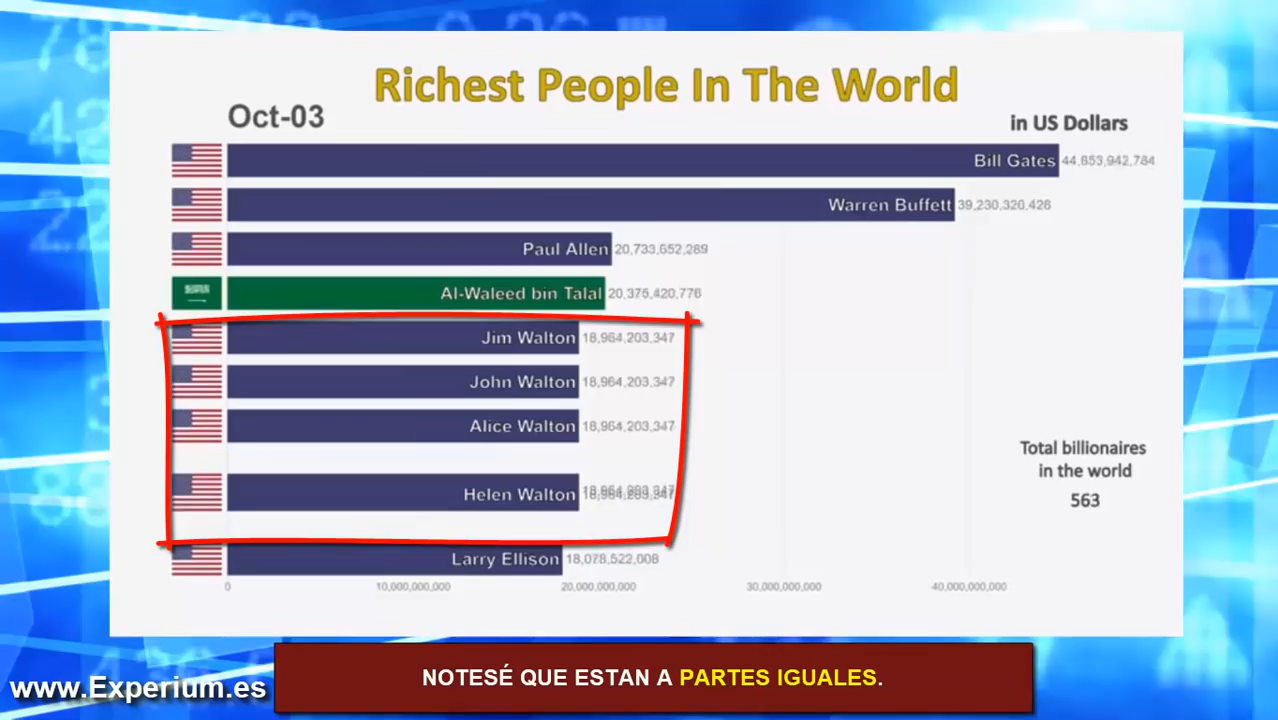 Richest People In The World
Oct-03
in US Dollars
Bill Gates 44,653,942,784
Warren Buffett 39,230,320,428
Paul Allen 20,733,652,289
Al-Waleed bin Talal 20,375,420,776
Jim Walton 18,964,203,347
John Walton 18,964,203,347
Alice Walton 18,964,203,347
Helen Walton
Larry Ellison 18,078,522,008
Total billionaires
in the world
563
0 10,000,000,000 20,000,000,000 30,000,000,000 40,000,000,000
NOTESÉ QUE ESTAN A PARTES IGUALES.
www.Experium.es